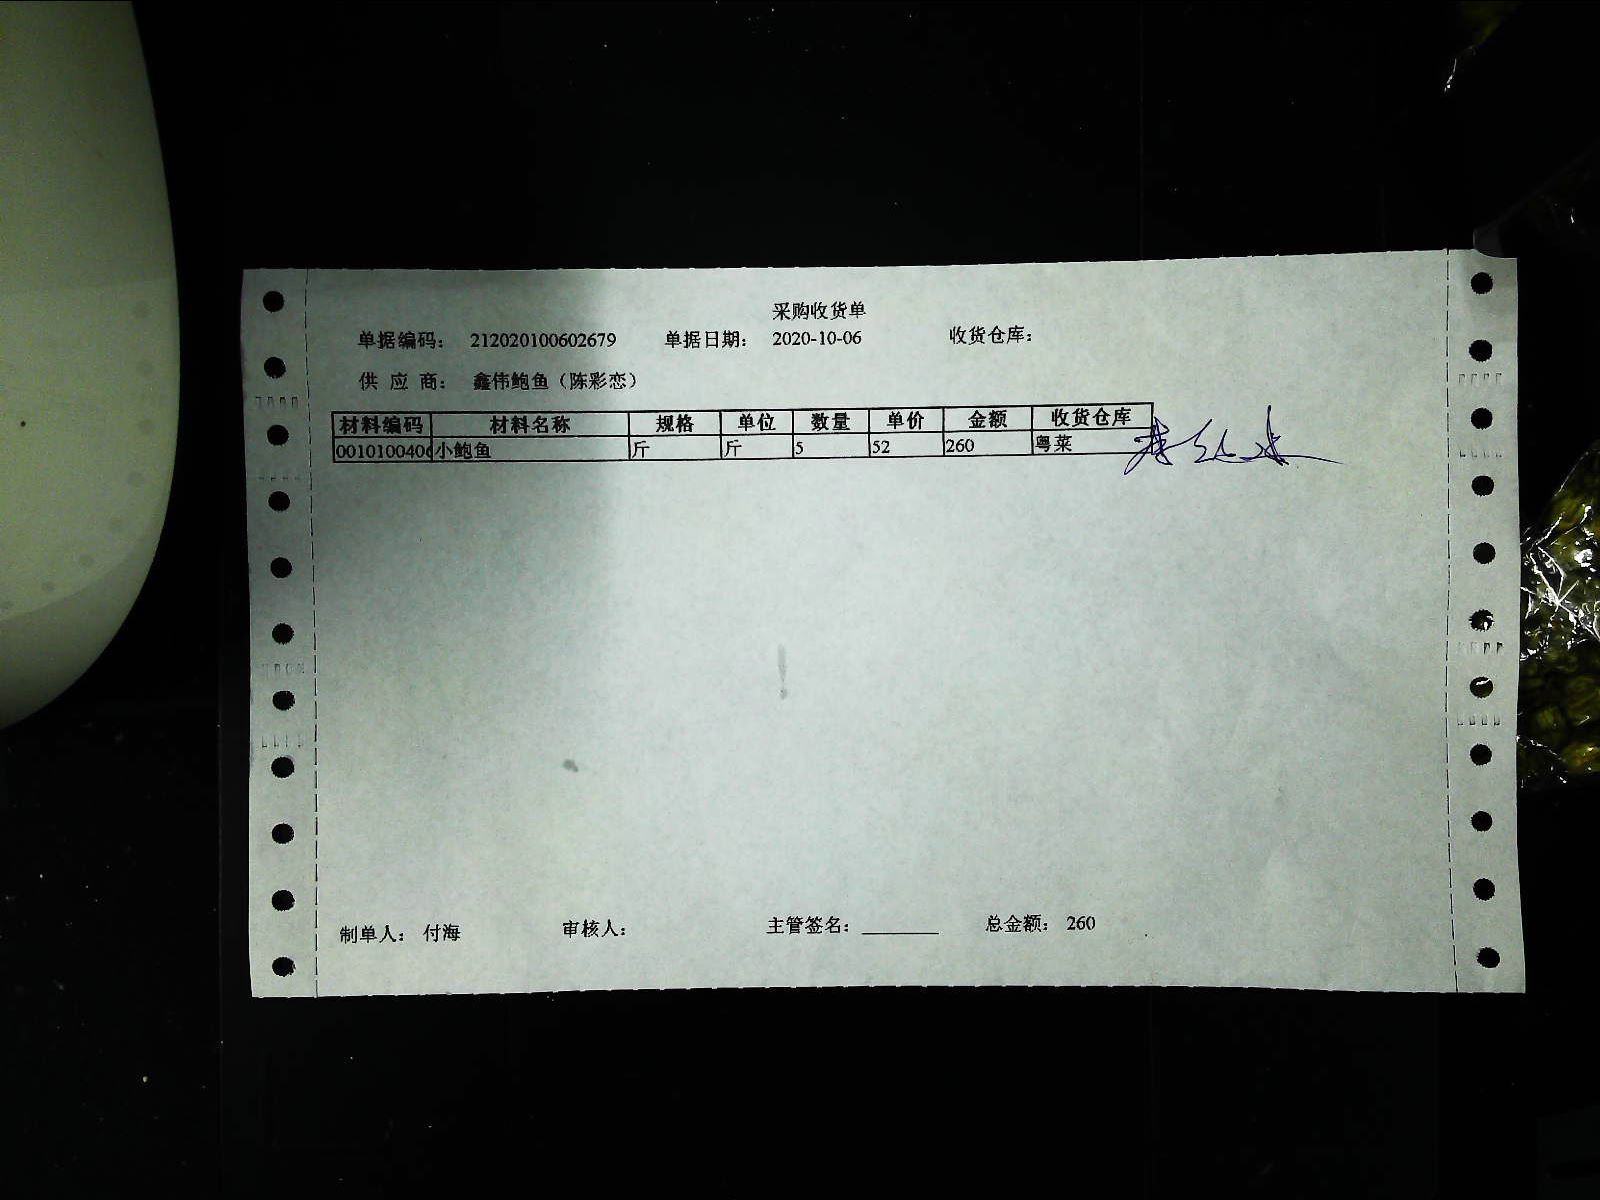 采购收货单
单据编码： 212020100602679 单据日期： 2020-10-06 收货仓库：
供 应 商： 鑫伟鲍鱼（陈彩恋）
材料编码 材料名称 规格 单位 数量 单价 金额 收货仓库
001010040 小鲍鱼 斤 斤 5 52 260 粤菜
制单人： 付海 审核人： 主管签名： ________ 总金额： 260